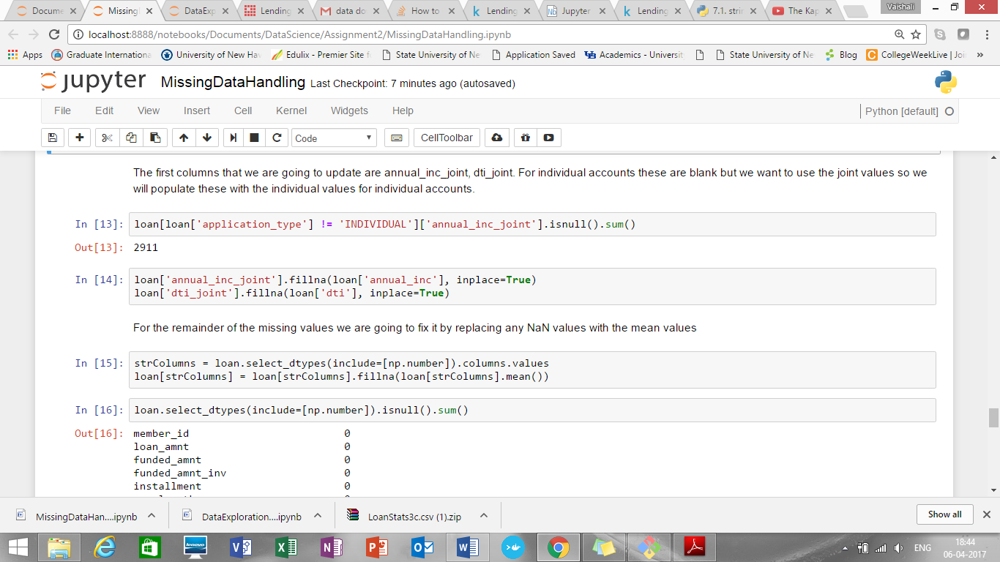 Docume
Missing
DataExp
Lending
data do
How to
Lending
Jupyter
Lending
7.1. strin
The Kap
Vaishali
localhost:8888/notebooks/Documents/DataScience/Assignment2/MissingDataHandling.ipynb
Apps
Graduate Internationa
University of New Hav
Edulix - Premier Site f
State University of Ne
Application Saved
Academics - Universit
State University of Ne
Blog
CollegeWeekLive | Joi
jupyter
MissingDataHandling Last Checkpoint: 7 minutes ago (autosaved)
File Edit View Insert Cell Kernel Widgets Help
Python [default]
Code
CellToolbar
The first columns that we are going to update are annual_inc_joint, dti_joint. For individual accounts these are blank but we want to use the joint values so we
will populate these with the individual values for individual accounts.
In [13]: loan[loan['application_type'] != 'INDIVIDUAL']['annual_inc_joint'].isnull().sum()
Out[13]: 2911
In [14]: loan['annual_inc_joint'].fillna(loan['annual_inc'], inplace=True)
loan['dti_joint'].fillna(loan['dti'], inplace=True)
For the remainder of the missing values we are going to fix it by replacing any NaN values with the mean values
In [15]: strColumns = loan.select_dtypes(include=[np.number]).columns.values
loan[strColumns] = loan[strColumns].fillna(loan[strColumns].mean())
In [16]: loan.select_dtypes(include=[np.number]).isnull().sum()
Out[16]: member_id 0
loan_amnt 0
funded_amnt 0
funded_amnt_inv 0
installment 0
MissingDataHan....ipynb
DataExploration....ipynb
LoanStats3c.csv (1).zip
Show all
lenovo
ENG
18:44
06-04-2017